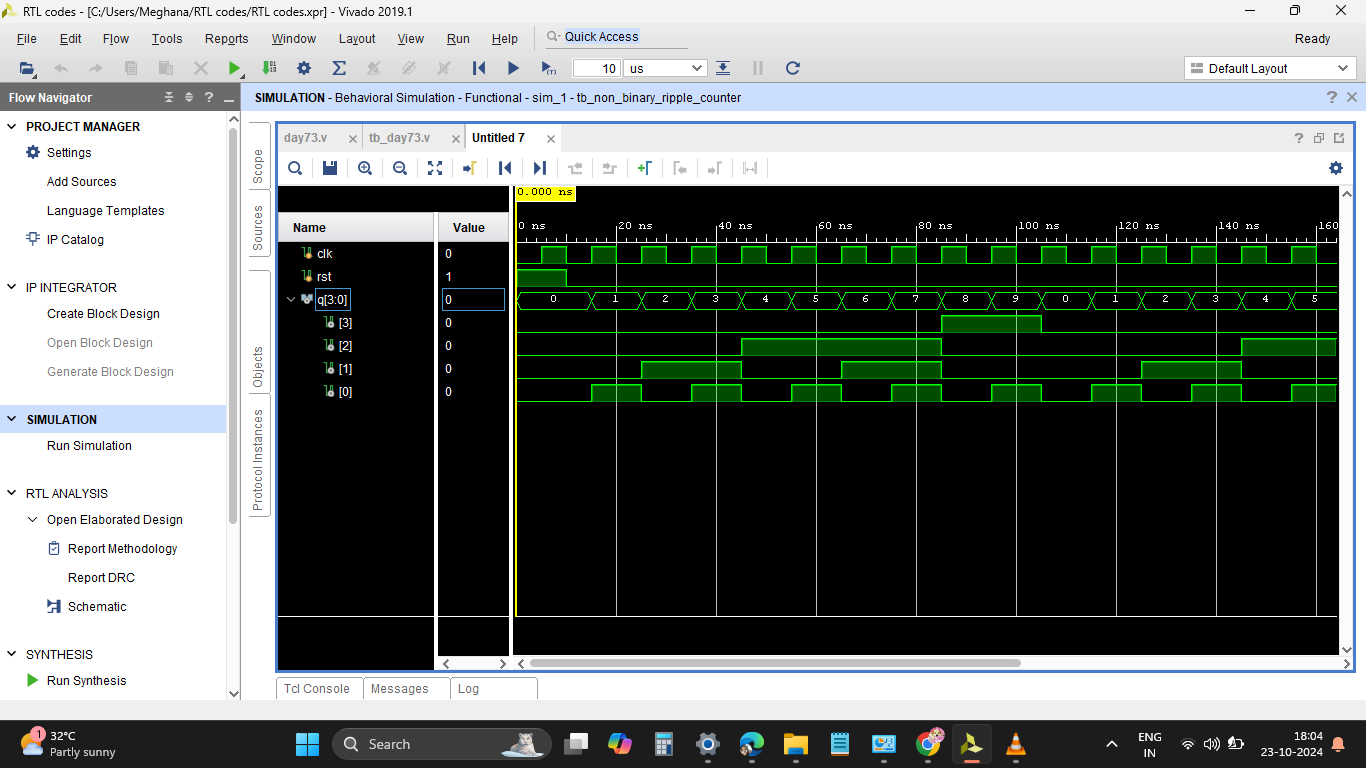 RTL codes - [C:/Users/Meghana/RTL codes/RTL codes.xpr] - Vivado 2019.1
File Edit Flow Tools Reports Window Layout View Run Help Quick Access Ready
10 us Default Layout
Flow Navigator
SIMULATION - Behavioral Simulation - Functional - sim_1 - tb_non_binary_ripple_counter
PROJECT MANAGER
Settings
Add Sources
Language Templates
IP Catalog
IP INTEGRATOR
Create Block Design
Open Block Design
Generate Block Design
SIMULATION
Run Simulation
RTL ANALYSIS
Open Elaborated Design
Report Methodology
Report DRC
Schematic
SYNTHESIS
Run Synthesis
Scope
Sources
Objects
Protocol Instances
day73.v tb_day73.v Untitled 7
0.000 ns
Name Value
0 ns 20 ns 40 ns 60 ns 80 ns 100 ns 120 ns 140 ns 160
clk 0
rst 1
q[3:0] 0 0 1 2 3 4 5 6 7 8 9 0 1 2 3 4 5
[3] 0
[2] 0
[1] 0
[0] 0
Tcl Console Messages Log
1
32°C
Partly sunny
Search
ENG
IN
18:04
23-10-2024